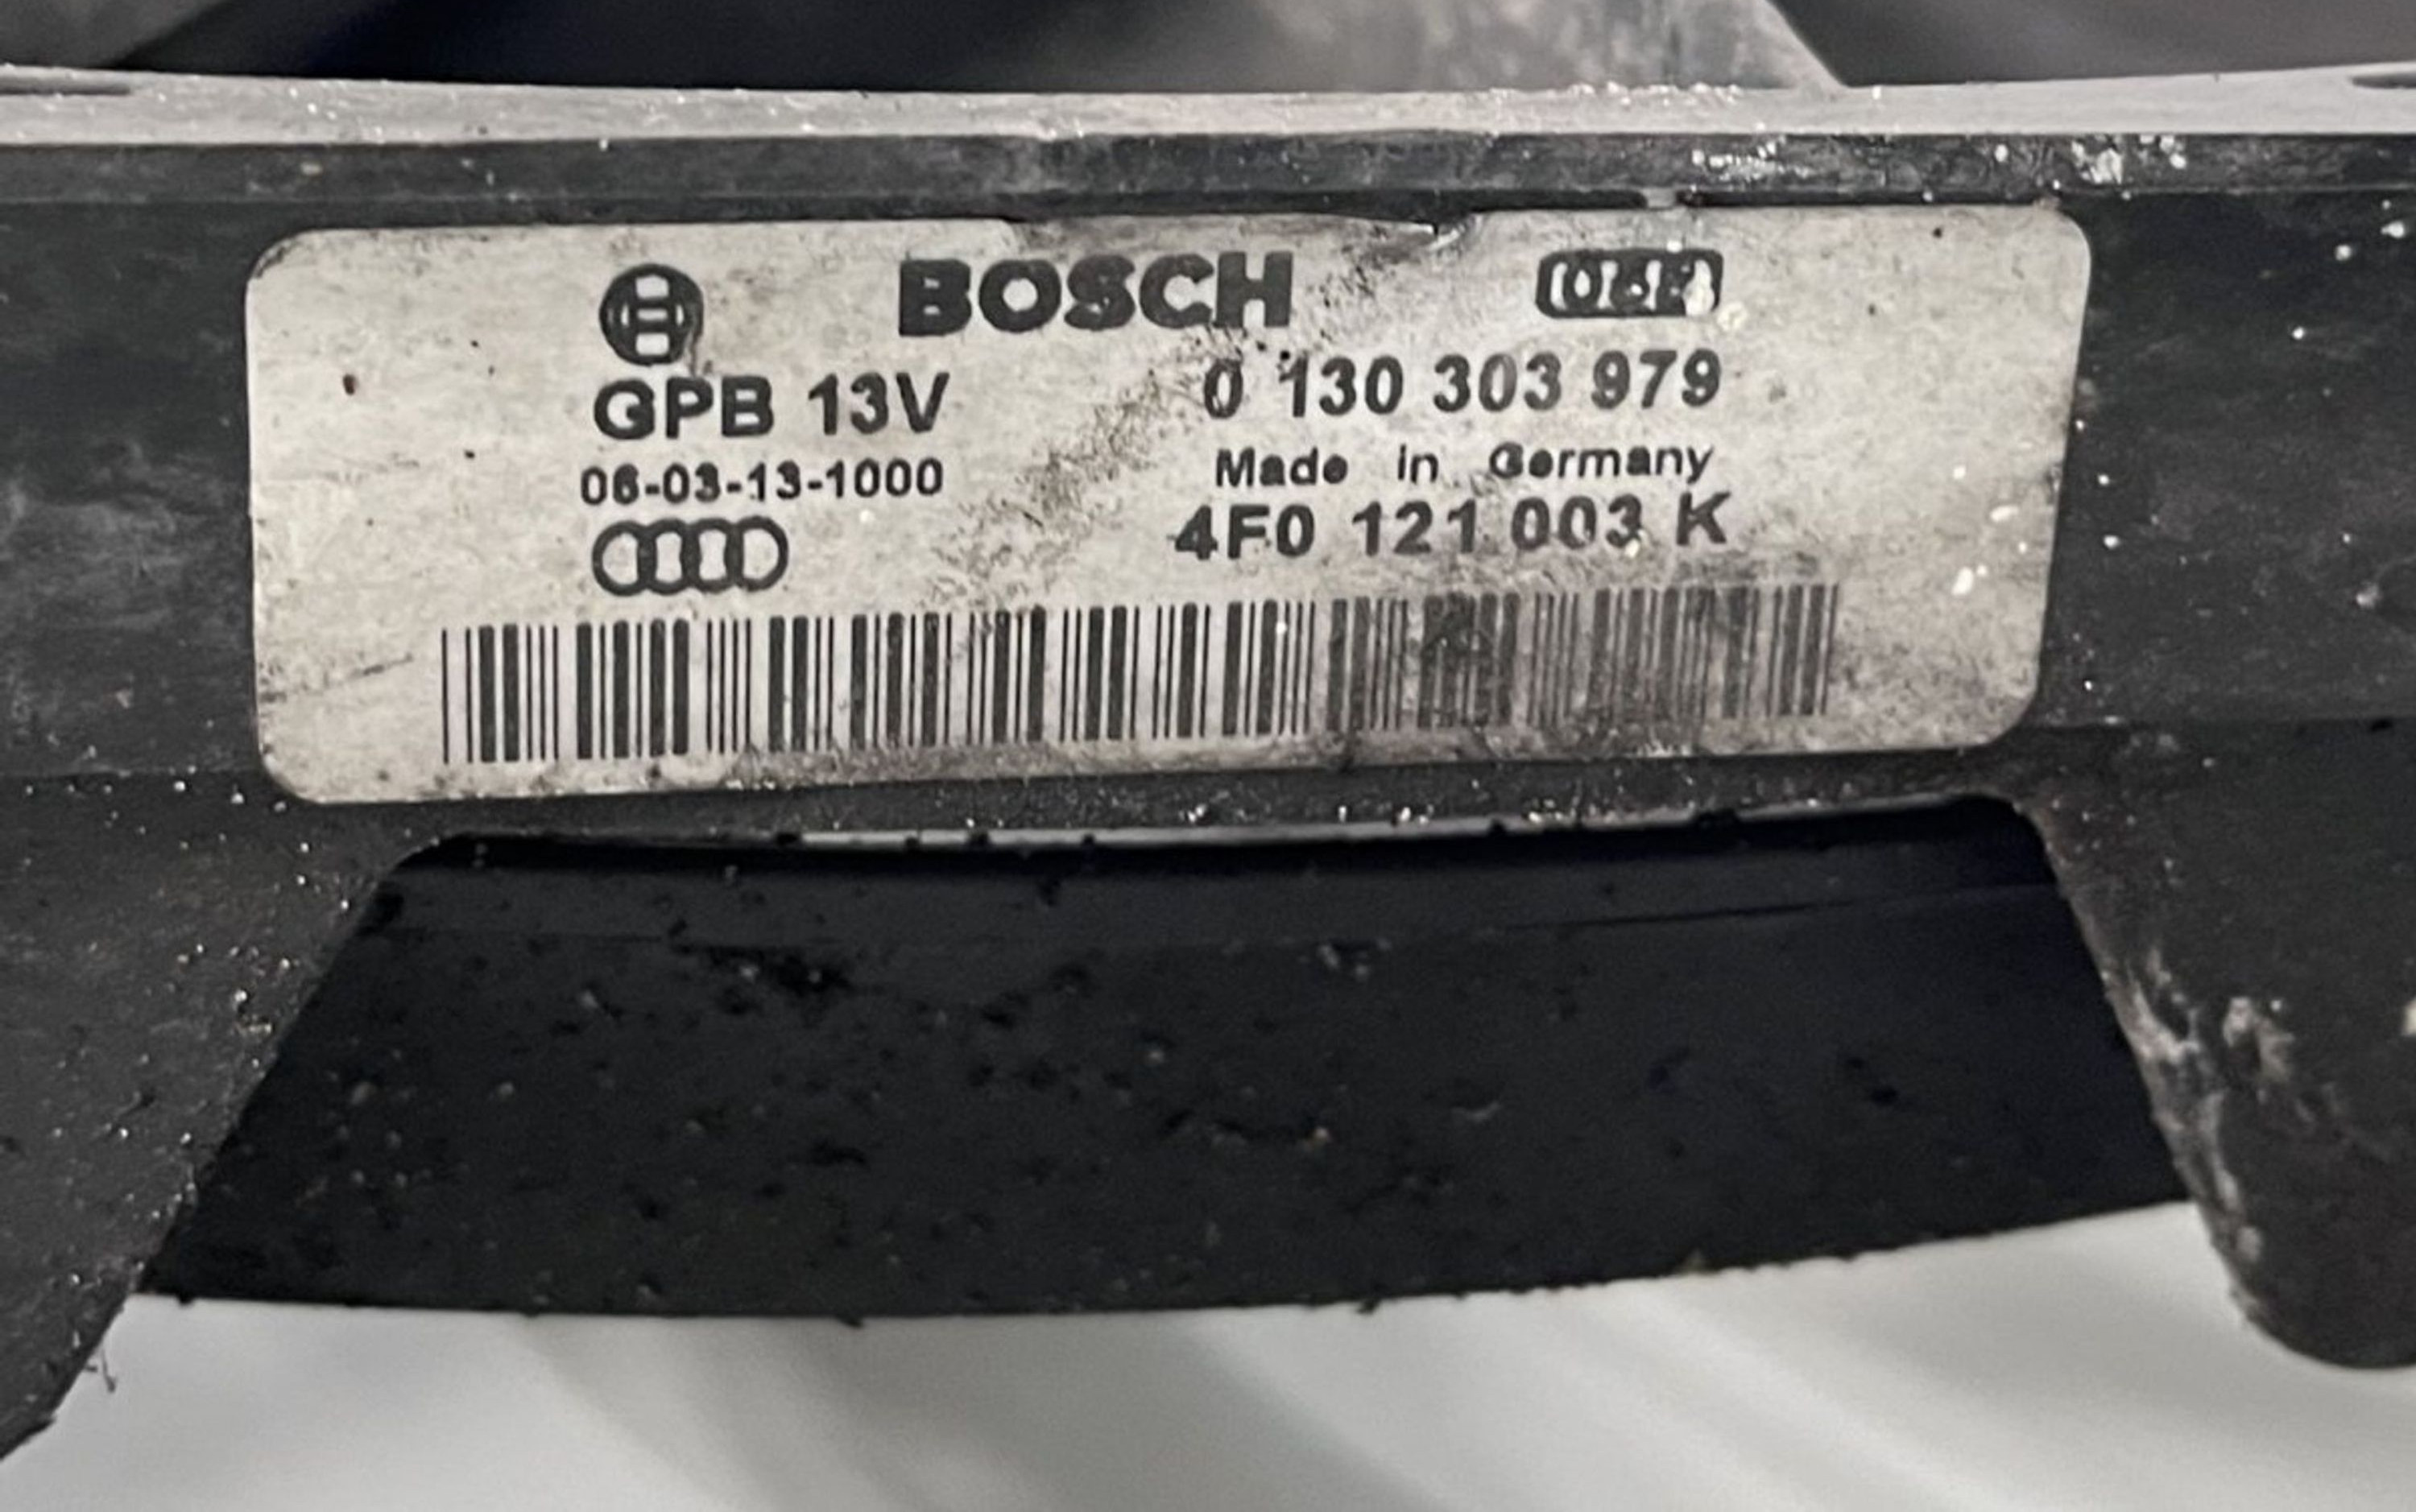 BOSCH
GPB 13V 0 130 303 979
Made in Germany
06-03-13-1000
4F0 121 003 K